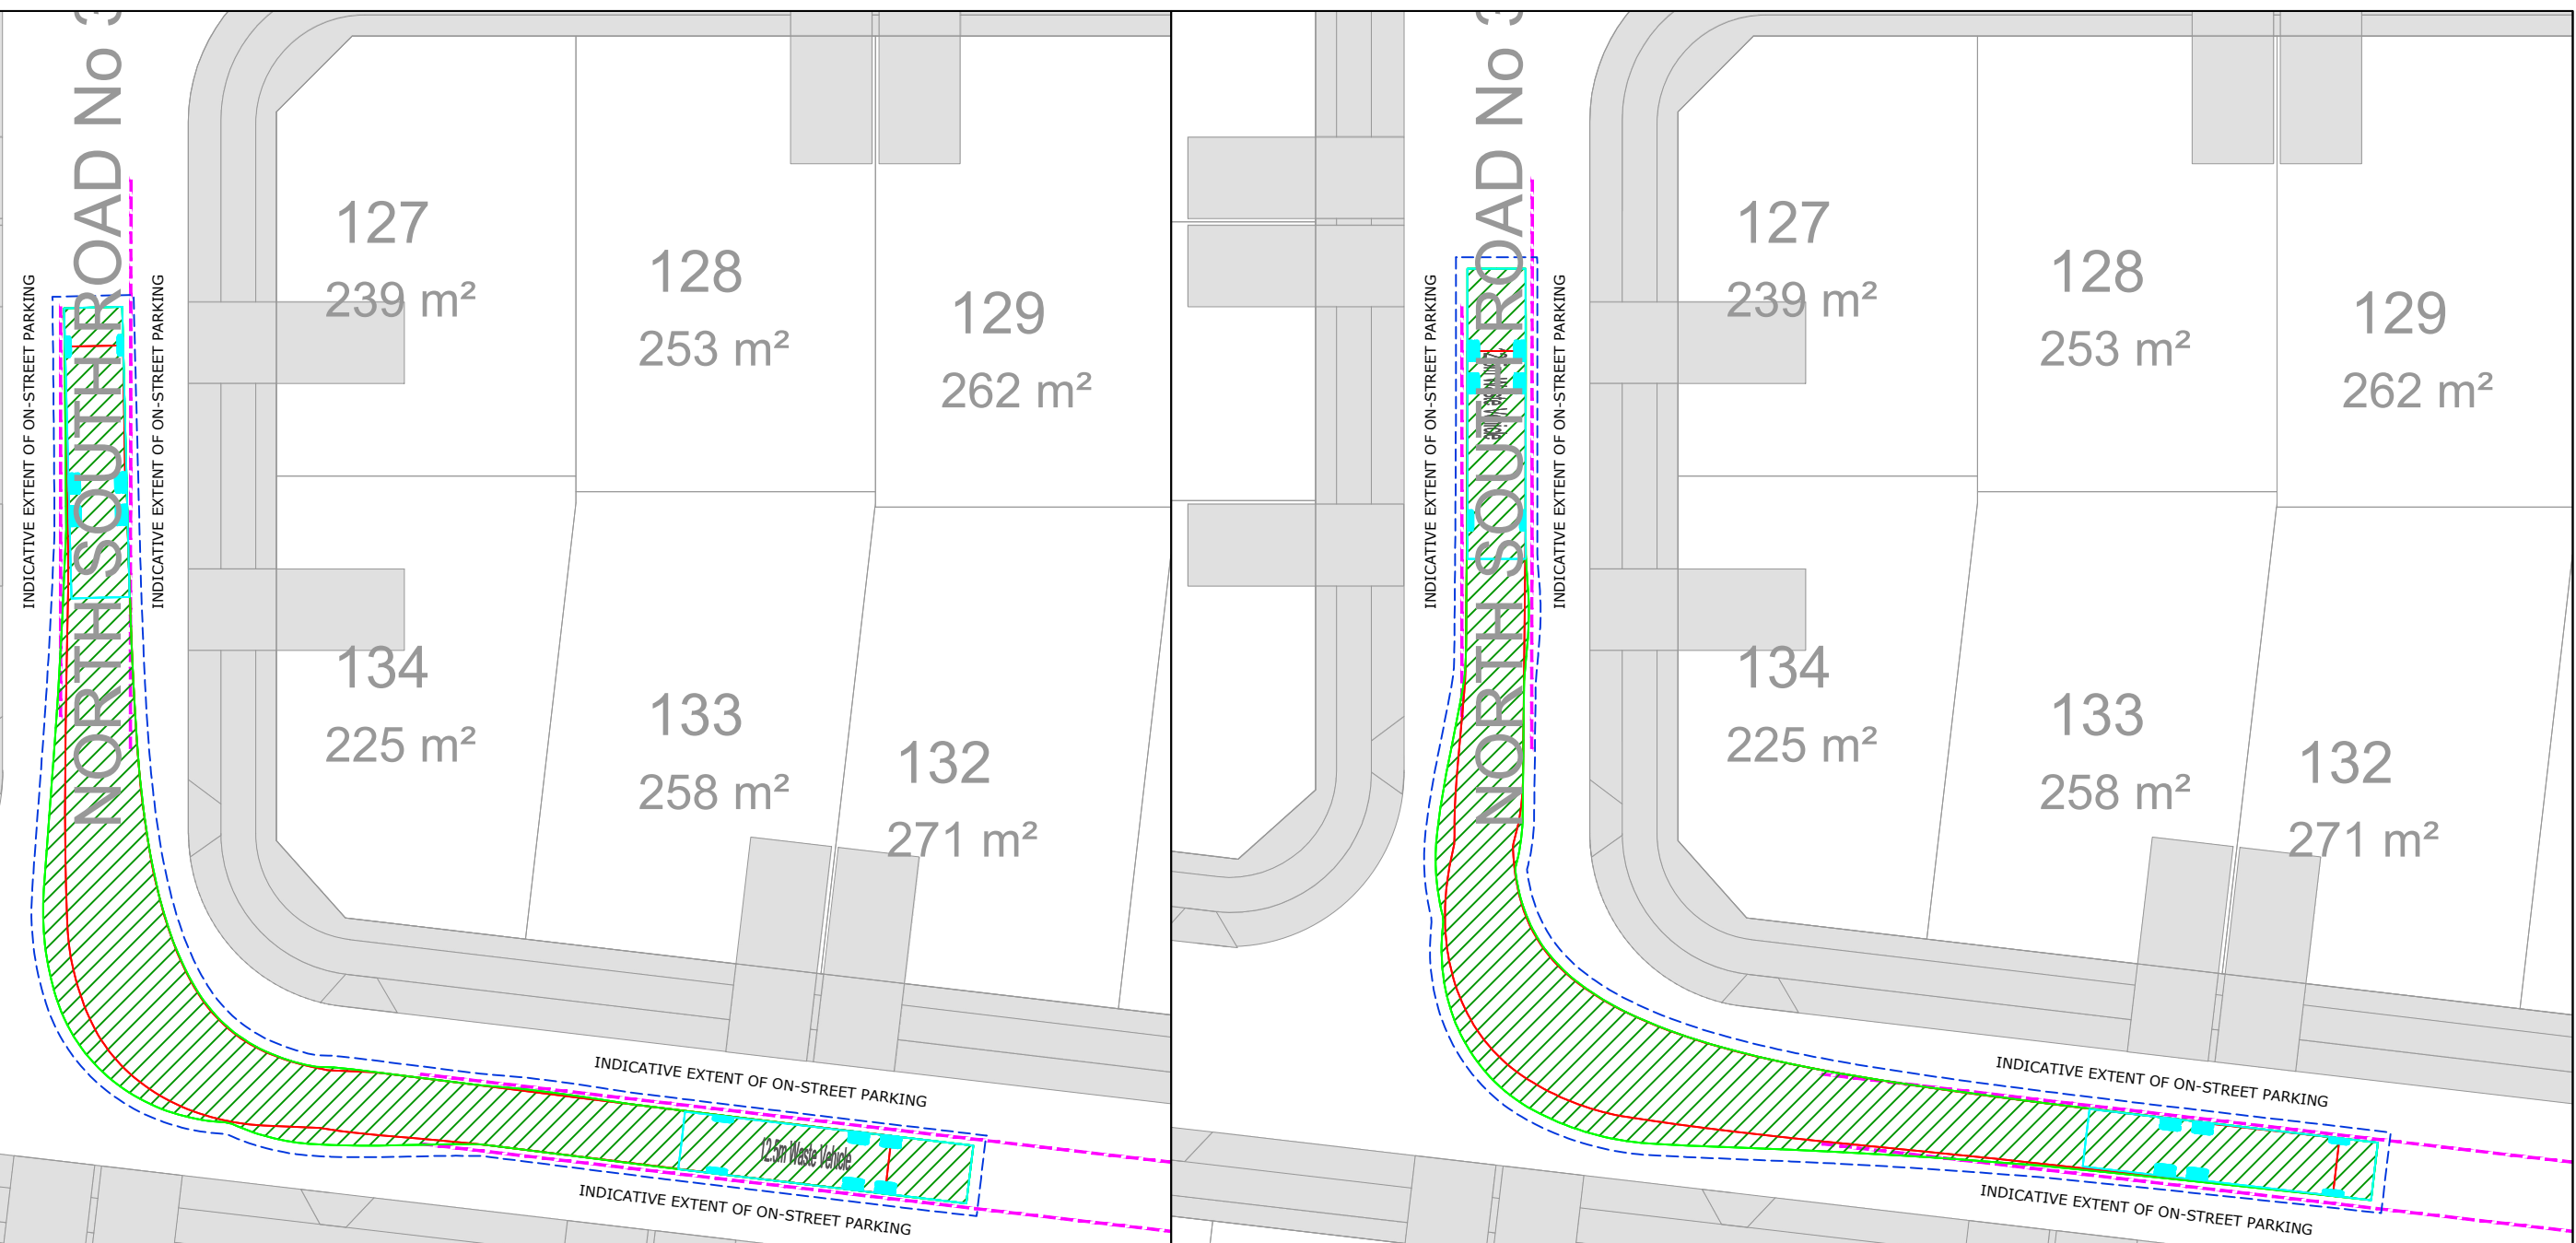 NORTH SOUTH ROAD No 3
INDICATIVE EXTENT OF ON-STREET PARKING
INDICATIVE EXTENT OF ON-STREET PARKING
127
239 m²
128
253 m²
129
262 m²
134
225 m²
133
258 m²
132
271 m²
INDICATIVE EXTENT OF ON-STREET PARKING
12.5m Waste Vehicle
INDICATIVE EXTENT OF ON-STREET PARKING
NORTH SOUTH ROAD No 3
INDICATIVE EXTENT OF ON-STREET PARKING
INDICATIVE EXTENT OF ON-STREET PARKING
127
239 m²
128
253 m²
129
262 m²
134
225 m²
133
258 m²
132
271 m²
INDICATIVE EXTENT OF ON-STREET PARKING
INDICATIVE EXTENT OF ON-STREET PARKING